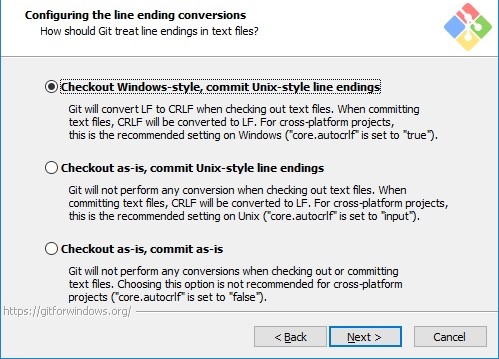 Configuring the line ending conversions
How should Git treat line endings in text files?
Checkout Windows-style, commit Unix-style line endings
Git will convert LF to CRLF when checking out text files. When committing
text files, CRLF will be converted to LF. For cross-platform projects,
this is the recommended setting on Windows ("core.autocrlf" is set to "true").
Checkout as-is, commit Unix-style line endings
Git will not perform any conversion when checking out text files. When
committing text files, CRLF will be converted to LF. For cross-platform projects,
this is the recommended setting on Unix ("core.autocrlf" is set to "input").
Checkout as-is, commit as-is
Git will not perform any conversions when checking out or committing
text files. Choosing this option is not recommended for cross-platform
projects ("core.autocrlf" is set to "false").
https://gitforwindows.org/
< Back
Next >
Cancel